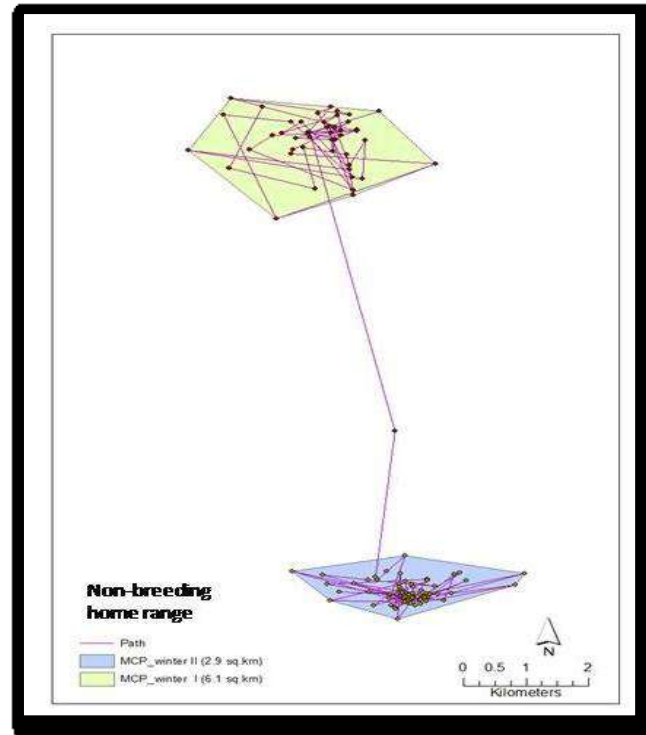 Non-breeding
home range
Path
MCP_winter II (2.9 sq.km)
MCP_winter I (6.1 sq.km)
N
0 0.5 1 2
Kilometers